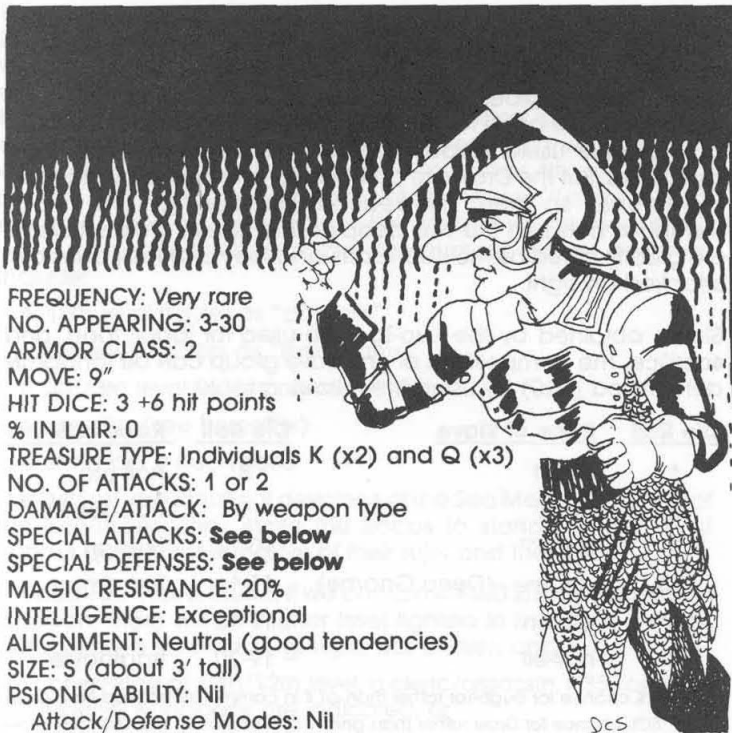 FREQUENCY: Very rare
NO. APPEARING: 3-30
ARMOR CLASS: 2
MOVE: 9"
HIT DICE: 3 +6 hit points
% IN LAIR: 0
TREASURE TYPE: Individuals K (x2) and Q (x3)
NO. OF ATTACKS: 1 or 2
DAMAGE/ATTACK: By weapon type
SPECIAL ATTACKS: See below
SPECIAL DEFENSES: See below
MAGIC RESISTANCE: 20%
INTELLIGENCE: Exceptional
ALIGNMENT: Neutral (good tendencies)
SIZE: S (about 3' tall)
PSIONIC ABILITY: Nil
Attack/Defense Modes: Nil
DCS